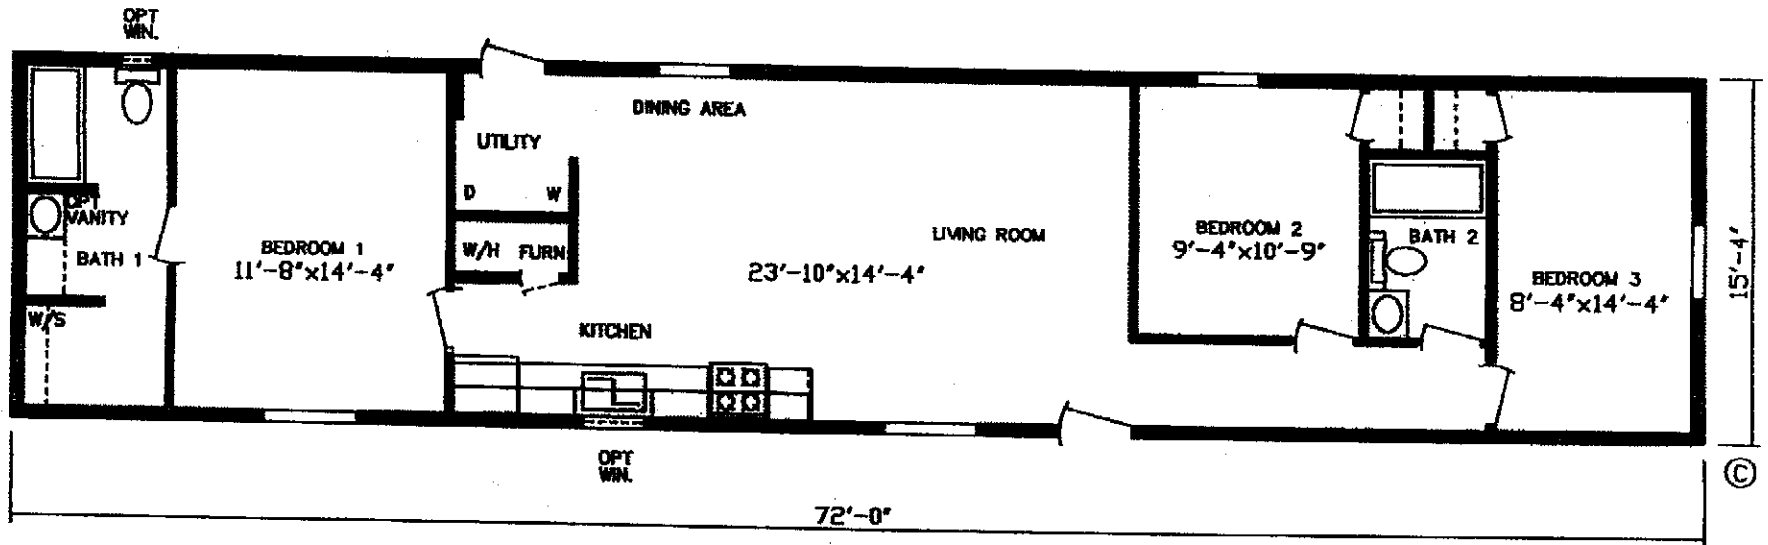 OPT
WIN.
DINING AREA
UTILITY
D W
OPT
VANITY
BATH 1
BEDROOM 1
11'-8"x14'-4"
W/H FURN
LIVING ROOM
23'-10"x14'-4"
BEDROOM 2
9'-4"x10'-9"
BATH 2
BEDROOM 3
8'-4"x14'-4"
15'-4"
W/S
KITCHEN
OPT
WIN.
©
72'-0"